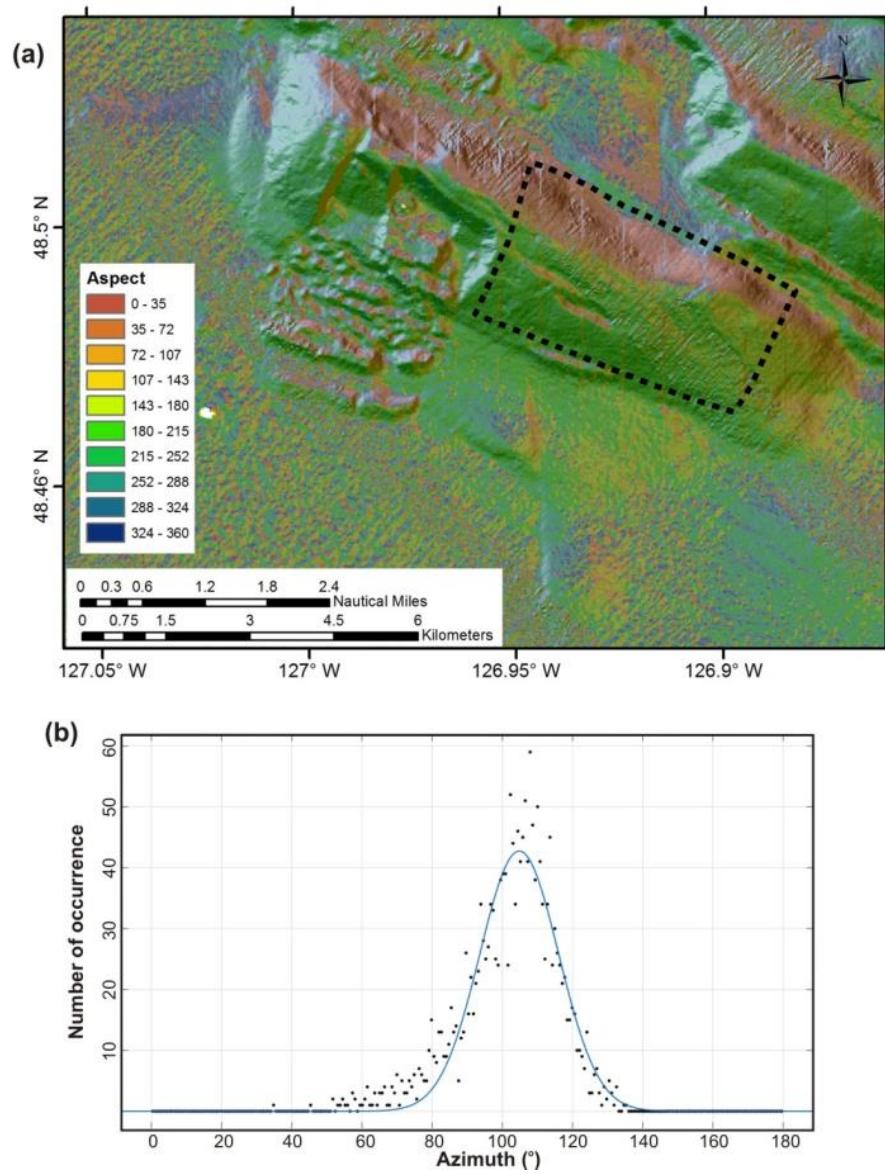 (a)
N
48.5° N
48.46° N
Aspect
0 - 35
35 - 72
72 - 107
107 - 143
143 - 180
180 - 215
215 - 252
252 - 288
288 - 324
324 - 360
0 0.3 0.6 1.2 1.8 2.4
Nautical Miles
0 0.75 1.5 3 4.5 6
Kilometers
127.05° W 127° W 126.95° W 126.9° W
(b)
Number of occurrence
60
50
40
30
20
10
0 20 40 60 80 100 120 140 160 180
Azimuth (°)